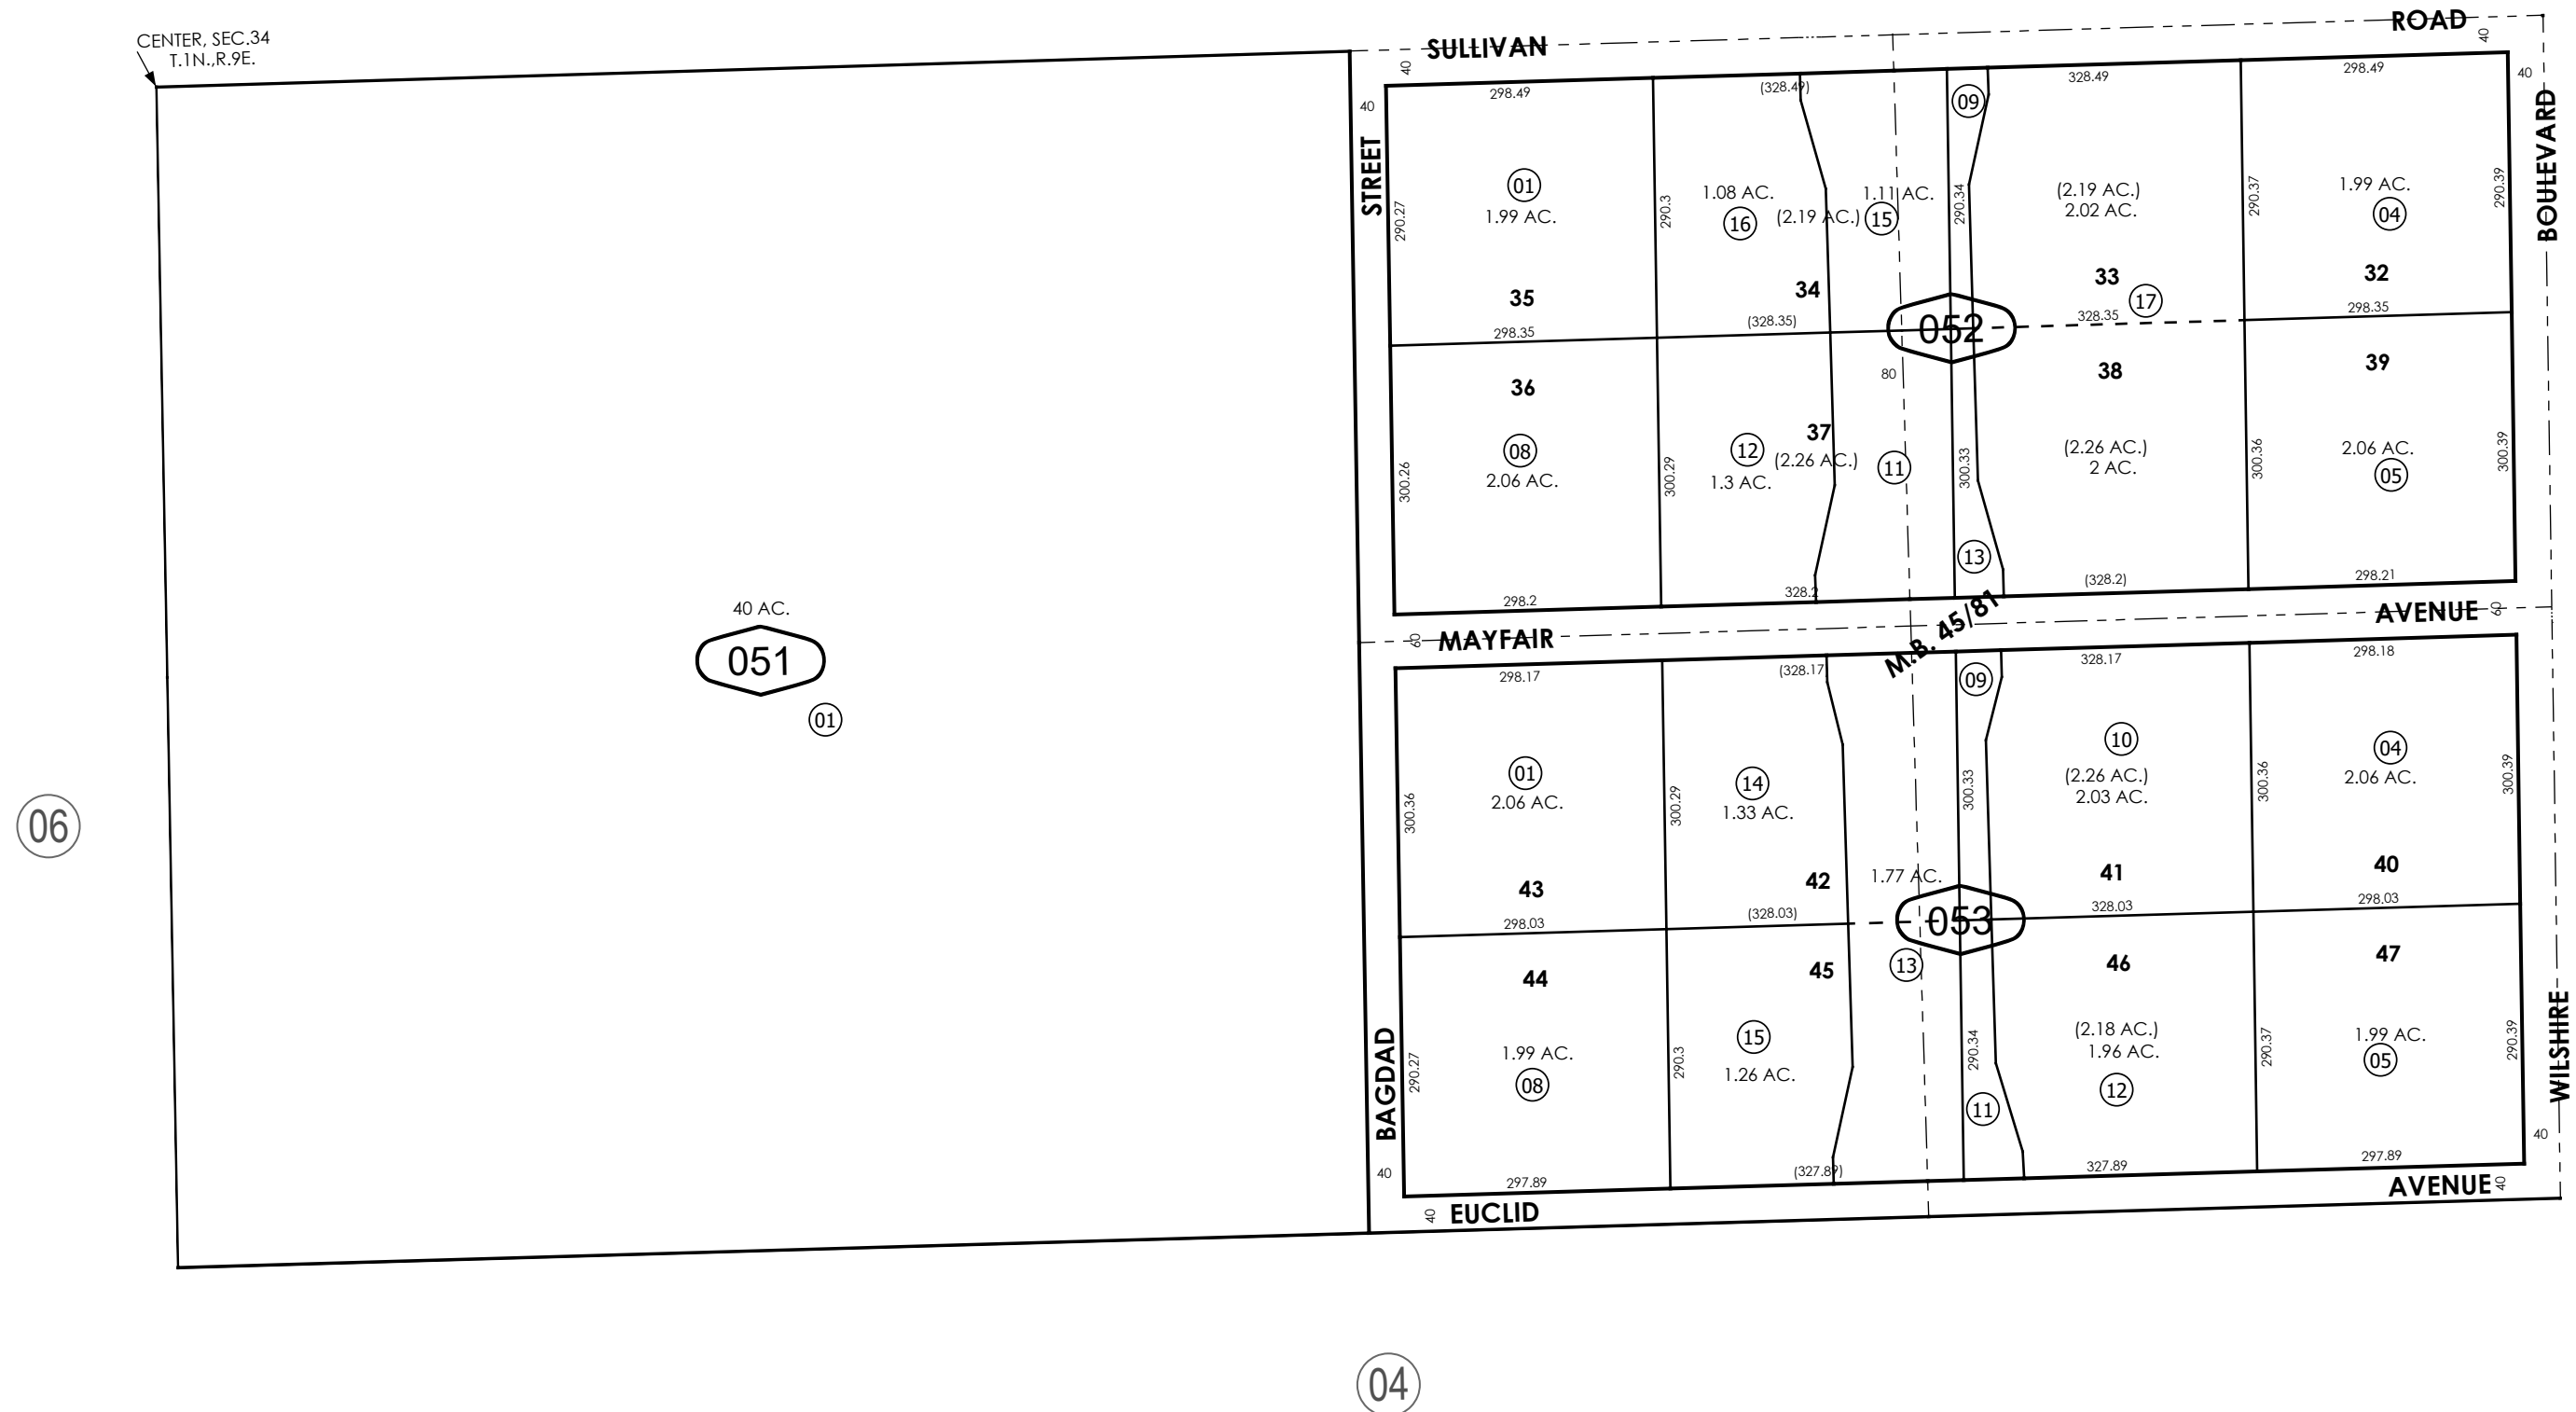 CENTER, SEC.34
T.1N.,R.9E.
SULLIVAN
ROAD
40
40
40
40
STREET
BOULEVARD
298.49
(328.49)
09
328.49
298.49
290.27
01
1.99 AC.
290.3
1.08 AC.
16
(2.19 AC.)
1.11 AC.
15
290.34
(2.19 AC.)
2.02 AC.
290.37
1.99 AC.
04
290.39
35
34
33
17
32
298.35
(328.35)
052
328.35
298.35
80
36
37
38
39
300.26
08
2.06 AC.
300.29
12
(2.26 AC.)
1.3 AC.
11
300.33
(2.26 AC.)
2 AC.
300.36
2.06 AC.
05
300.39
13
298.2
328.2
(328.2)
298.21
60
MAYFAIR
M.B. 45/81
AVENUE
60
40 AC.
051
01
298.17
(328.17
09
328.17
298.18
300.36
01
2.06 AC.
300.29
14
1.33 AC.
300.33
10
(2.26 AC.)
2.03 AC.
300.36
04
2.06 AC.
300.39
06
43
42
1.77 AC.
41
40
298.03
(328.03)
053
328.03
298.03
13
44
45
46
47
BAGDAD
WILSHIRE
290.27
1.99 AC.
08
290.3
15
1.26 AC.
290.34
11
(2.18 AC.)
1.96 AC.
12
290.37
1.99 AC.
05
290.39
40
40
297.89
(327.89)
327.89
297.89
40
EUCLID
AVENUE
40
04